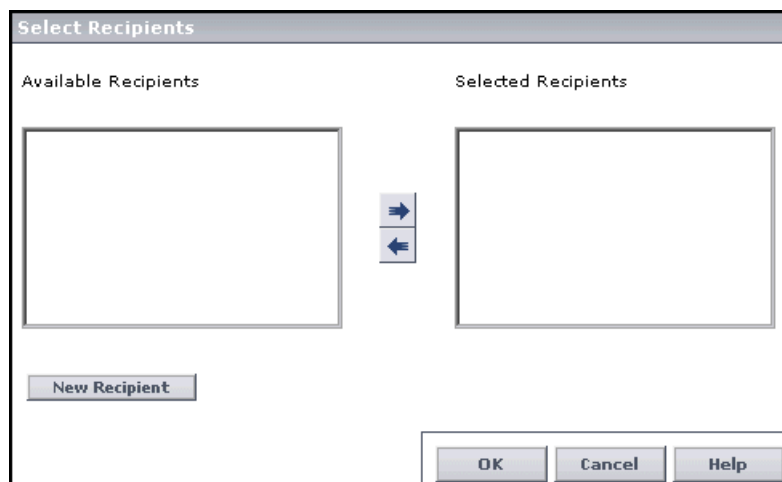 Select Recipients
Available Recipients
Selected Recipients
New Recipient
OK
Cancel
Help